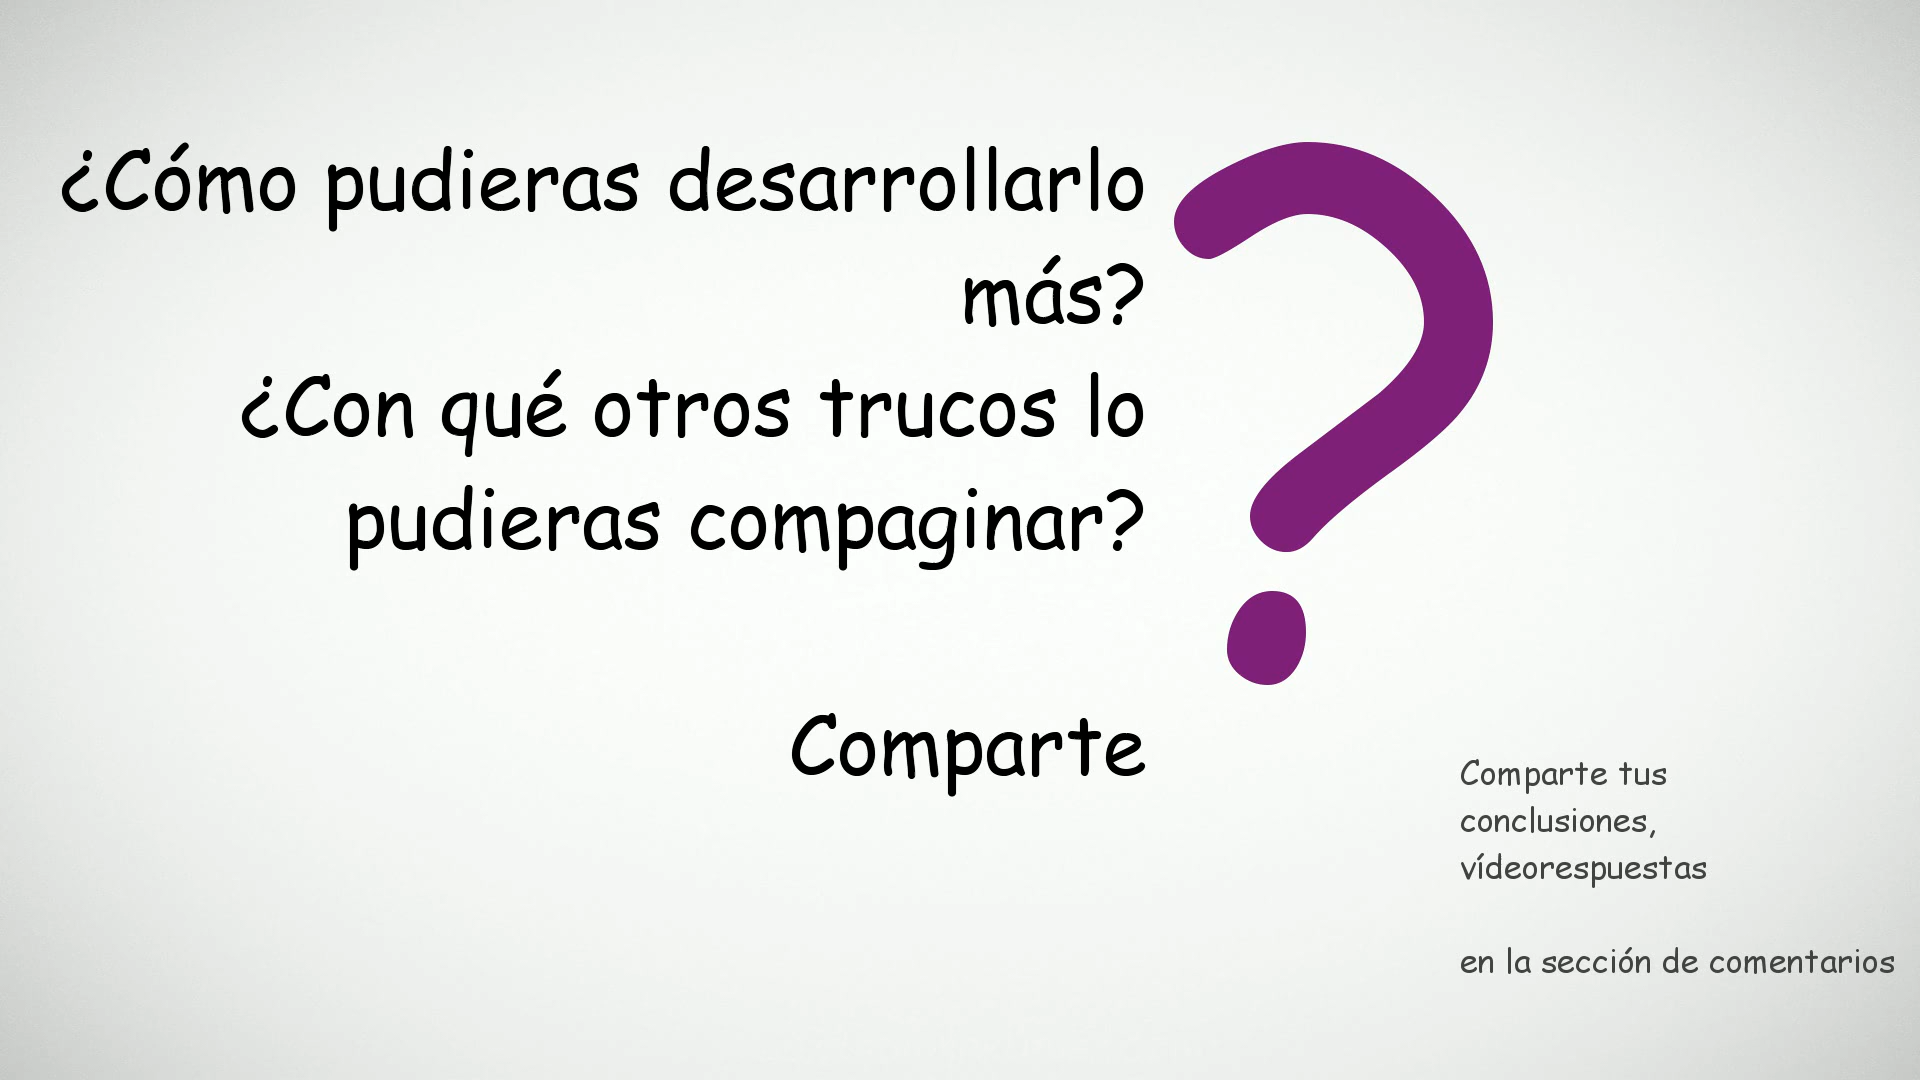 ¿Cómo pudieras desarrollarlo
más?
¿Con qué otros trucos lo
pudieras compaginar?
Comparte
?
Comparte tus
conclusiones,
vídeorespuestas
en la sección de comentarios